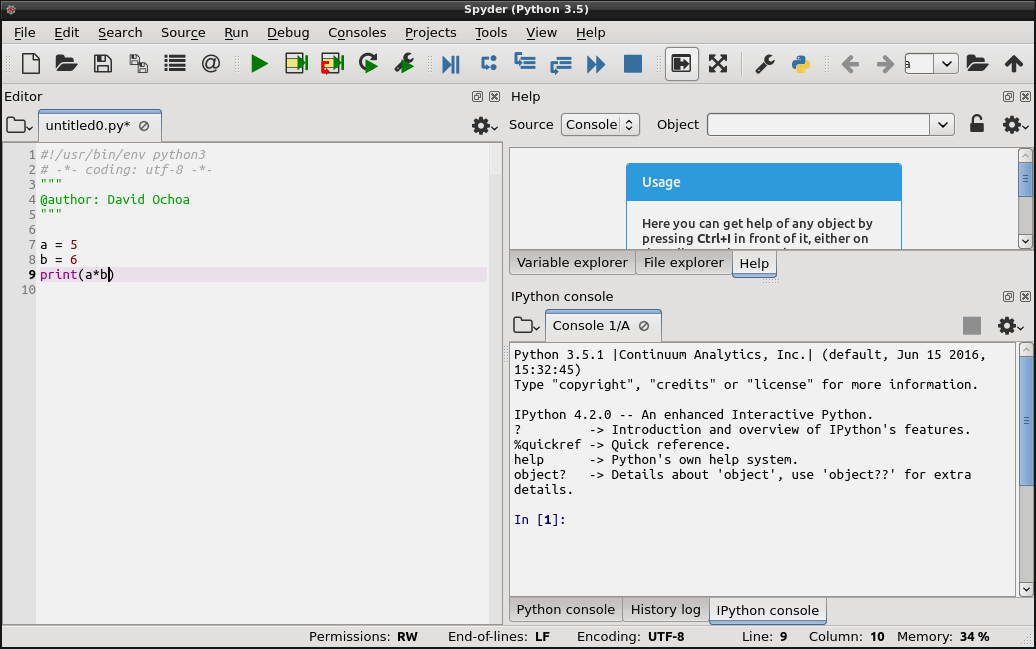 Spyder (Python 3.5)
File Edit Search Source Run Debug Consoles Projects Tools View Help
a
Editor
untitled0.py*
1 #!/usr/bin/env python3
2 # -*- coding: utf-8 -*-
3 """
4 @author: David Ochoa
5 """
6
7 a = 5
8 b = 6
9 print(a*b)
10
Help
Source Console Object
Usage
Here you can get help of any object by
pressing Ctrl+I in front of it, either on
Variable explorer File explorer Help
IPython console
Console 1/A
Python 3.5.1 |Continuum Analytics, Inc.| (default, Jun 15 2016,
15:32:45)
Type "copyright", "credits" or "license" for more information.
IPython 4.2.0 -- An enhanced Interactive Python.
? -> Introduction and overview of IPython's features.
%quickref -> Quick reference.
help -> Python's own help system.
object? -> Details about 'object', use 'object??' for extra
details.
In [1]:
Python console History log IPython console
Permissions: RW End-of-lines: LF Encoding: UTF-8 Line: 9 Column: 10 Memory: 34 %